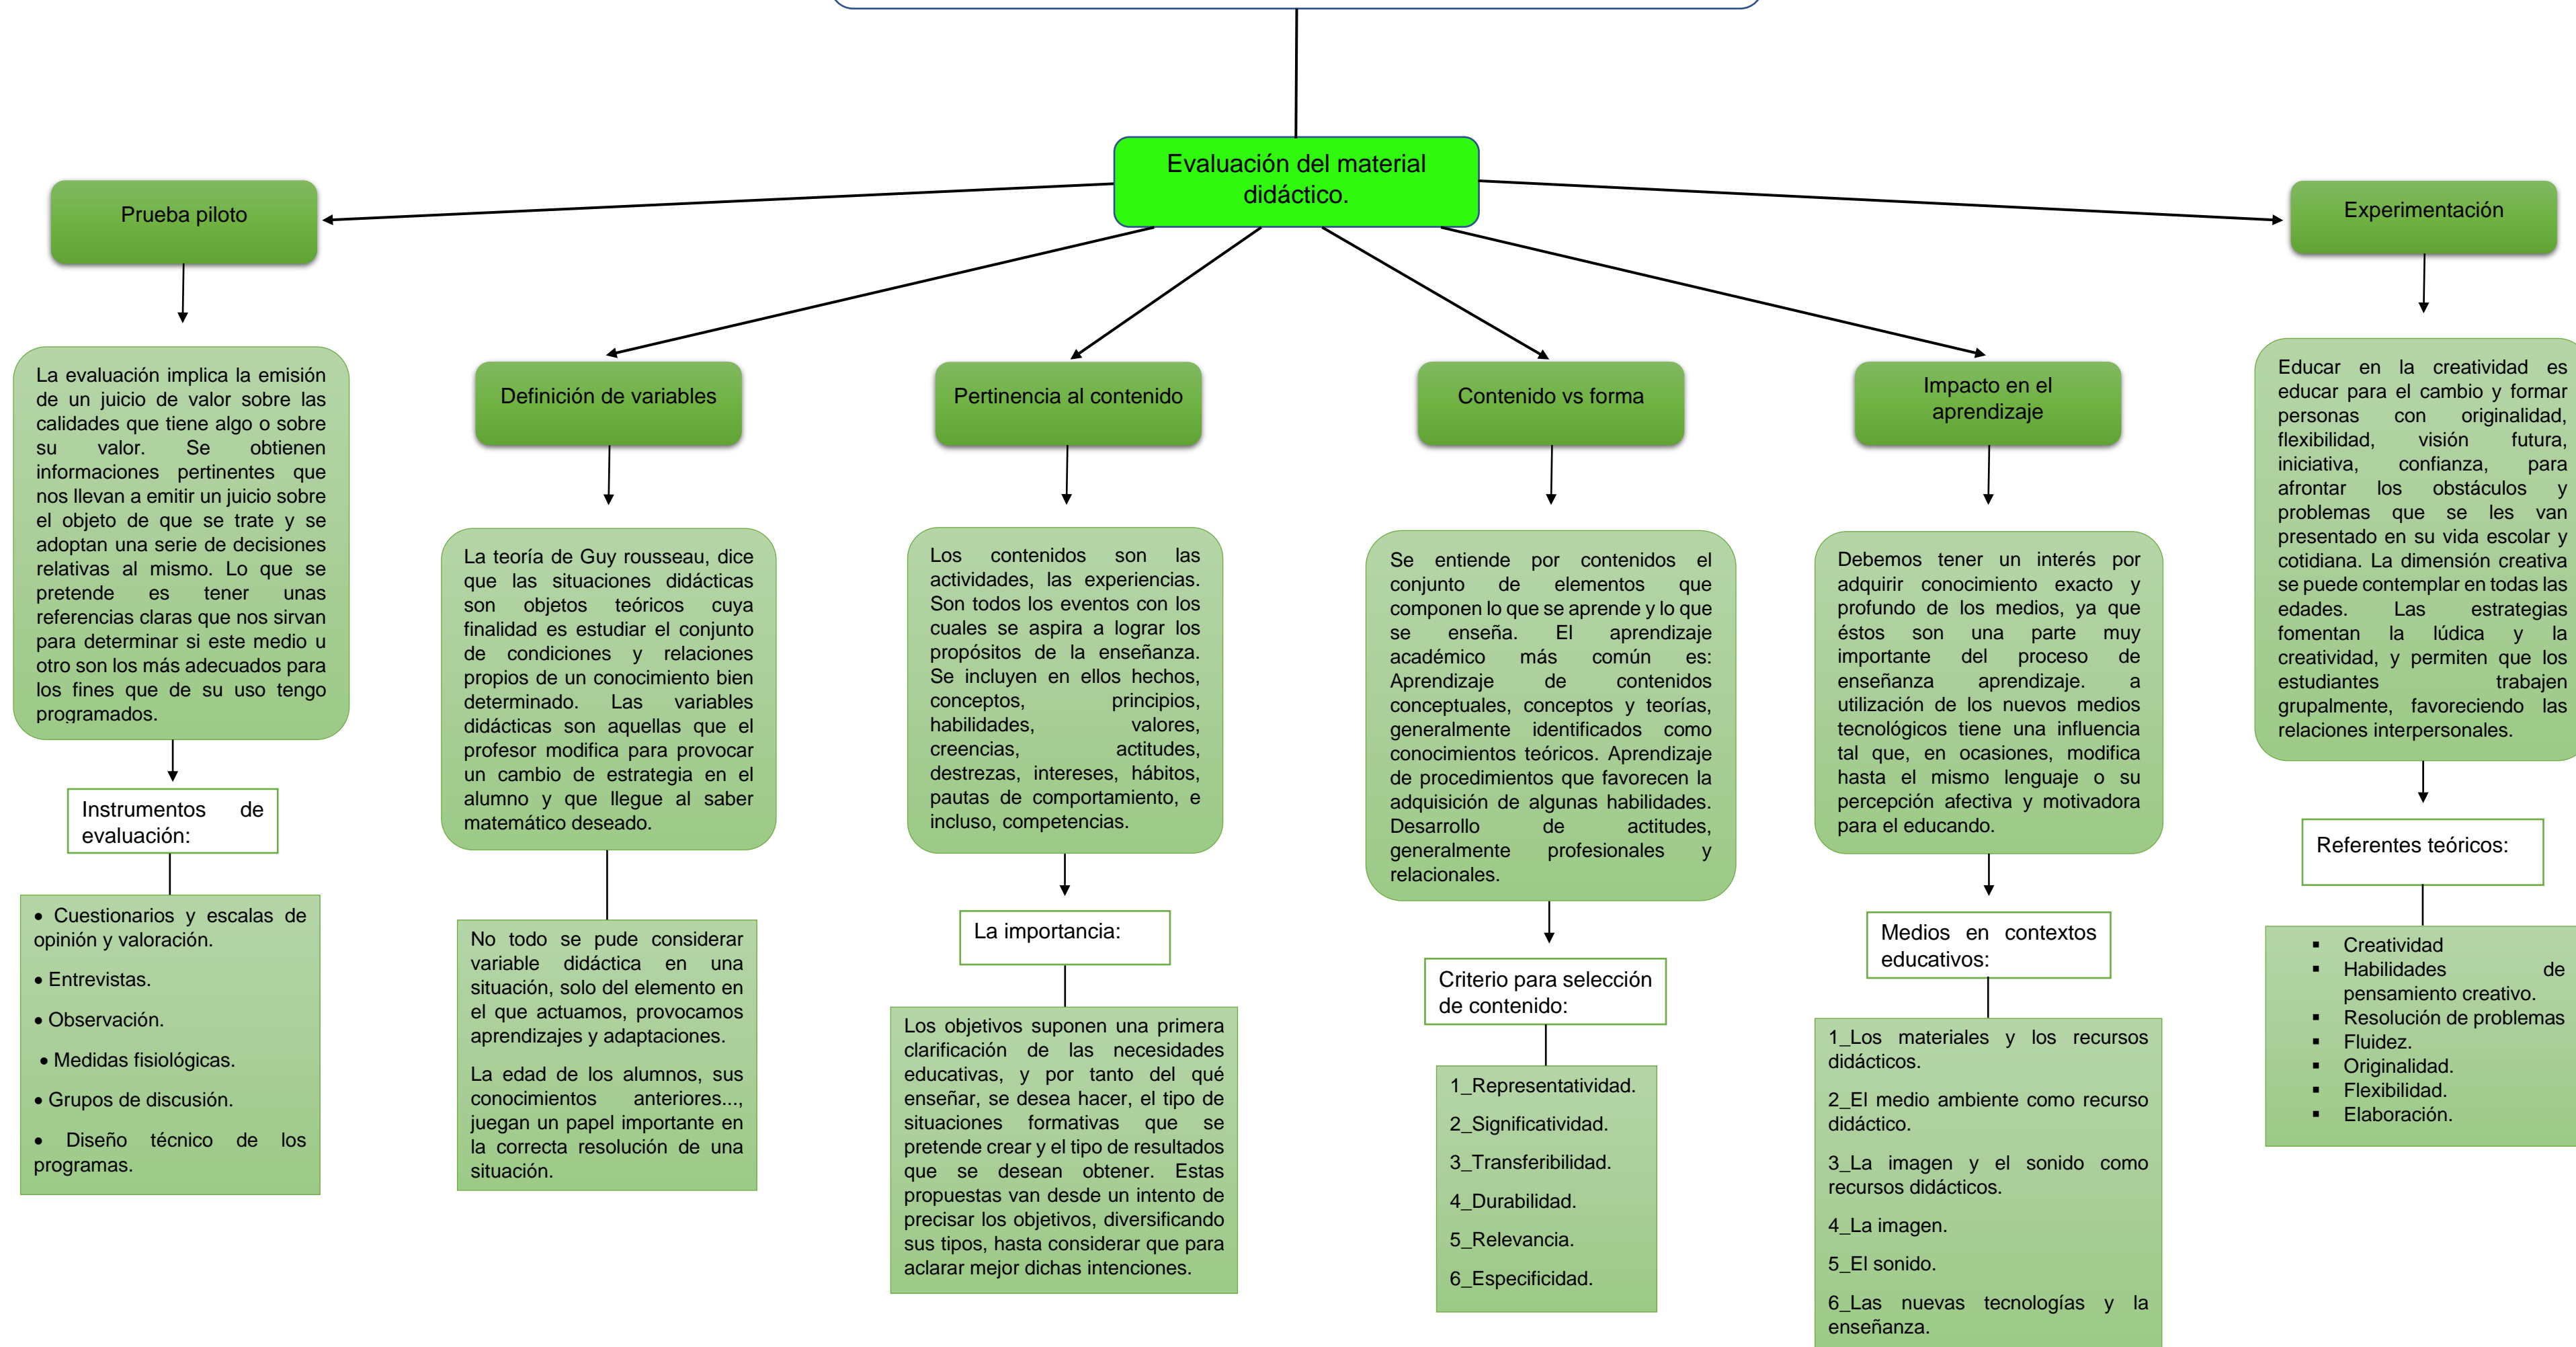 Evaluación del material
didáctico.
Prueba piloto
La evaluación implica la emisión
de un juicio de valor sobre las
calidades que tiene algo o sobre
su valor. Se obtienen
informaciones pertinentes que
nos llevan a emitir un juicio sobre
el objeto de que se trate y se
adoptan una serie de decisiones
relativas al mismo. Lo que se
pretende es tener unas
referencias claras que nos sirvan
para determinar si este medio u
otro son los más adecuados para
los fines que de su uso tengo
programados.
Instrumentos de
evaluación:
• Cuestionarios y escalas de
opinión y valoración.
• Entrevistas.
• Observación.
• Medidas fisiológicas.
• Grupos de discusión.
• Diseño técnico de los
programas.
Definición de variables
La teoría de Guy rousseau, dice
que las situaciones didácticas
son objetos teóricos cuya
finalidad es estudiar el conjunto
de condiciones y relaciones
propios de un conocimiento bien
determinado. Las variables
didácticas son aquellas que el
profesor modifica para provocar
un cambio de estrategia en el
alumno y que llegue al saber
matemático deseado.
No todo se pude considerar
variable didáctica en una
situación, solo del elemento en
el que actuamos, provocamos
aprendizajes y adaptaciones.
La edad de los alumnos, sus
conocimientos anteriores...,
juegan un papel importante en
la correcta resolución de una
situación.
Pertinencia al contenido
Los contenidos son las
actividades, las experiencias.
Son todos los eventos con los
cuales se aspira a lograr los
propósitos de la enseñanza.
Se incluyen en ellos hechos,
conceptos, principios,
habilidades, valores,
creencias, actitudes,
destrezas, intereses, hábitos,
pautas de comportamiento, e
incluso, competencias.
La importancia:
Los objetivos suponen una primera
clarificación de las necesidades
educativas, y por tanto del qué
enseñar, se desea hacer, el tipo de
situaciones formativas que se
pretende crear y el tipo de resultados
que se desean obtener. Estas
propuestas van desde un intento de
precisar los objetivos, diversificando
sus tipos, hasta considerar que para
aclarar mejor dichas intenciones.
Contenido vs forma
Se entiende por contenidos el
conjunto de elementos que
componen lo que se aprende y lo que
se enseña. El aprendizaje
académico más común es:
Aprendizaje de contenidos
conceptuales, conceptos y teorías,
generalmente identificados como
conocimientos teóricos. Aprendizaje
de procedimientos que favorecen la
adquisición de algunas habilidades.
Desarrollo de actitudes,
generalmente profesionales y
relacionales.
Criterio para selección
de contenido:
1_Representatividad.
2_Significatividad.
3_Transferibilidad.
4_Durabilidad.
5_Relevancia.
6_Especificidad.
Impacto en el
aprendizaje
Debemos tener un interés por
adquirir conocimiento exacto y
profundo de los medios, ya que
éstos son una parte muy
importante del proceso de
enseñanza aprendizaje. a
utilización de los nuevos medios
tecnológicos tiene una influencia
tal que, en ocasiones, modifica
hasta el mismo lenguaje o su
percepción afectiva y motivadora
para el educando.
Medios en contextos
educativos:
1_Los materiales y los recursos
didácticos.
2_El medio ambiente como recurso
didáctico.
3_La imagen y el sonido como
recursos didácticos.
4_La imagen.
5_El sonido.
6_Las nuevas tecnologías y la
enseñanza.
Experimentación
Educar en la creatividad es
educar para el cambio y formar
personas con originalidad,
flexibilidad, visión futura,
iniciativa, confianza, para
afrontar los obstáculos y
problemas que se les van
presentado en su vida escolar y
cotidiana. La dimensión creativa
se puede contemplar en todas las
edades. Las estrategias
fomentan la lúdica y la
creatividad, y permiten que los
estudiantes trabajen
grupalmente, favoreciendo las
relaciones interpersonales.
Referentes teóricos:
▪ Creatividad
▪ Habilidades de
pensamiento creativo.
▪ Resolución de problemas
▪ Fluidez.
▪ Originalidad.
▪ Flexibilidad.
▪ Elaboración.